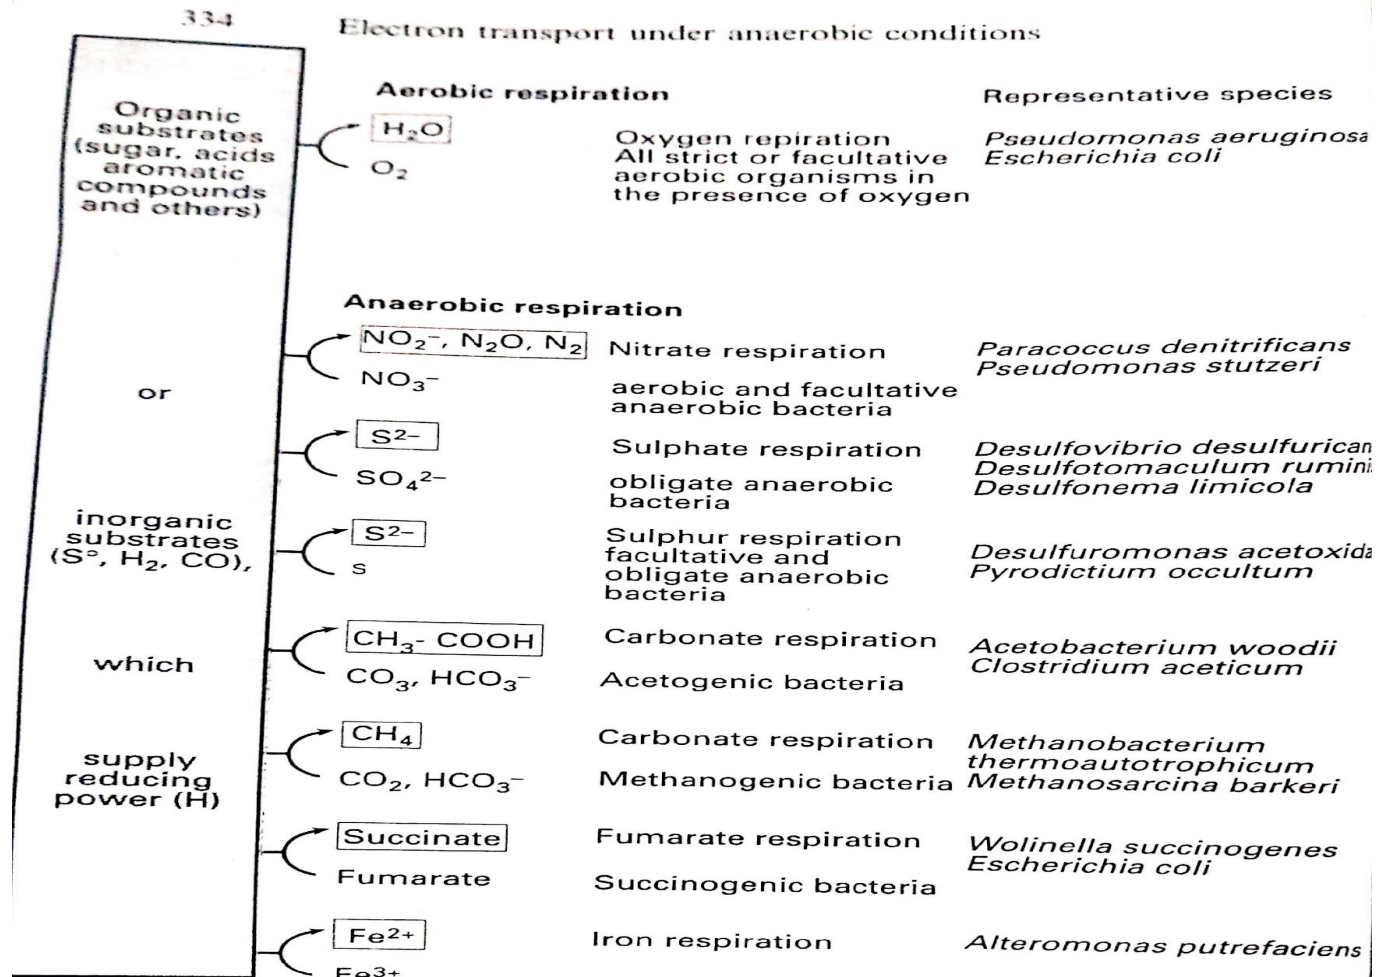 334
Electron transport under anaerobic conditions
Organic
substrates
(sugar, acids
aromatic
compounds
and others)
or
inorganic
substrates
(S°, H₂, CO),
which
supply
reducing
power (H)
Aerobic respiration
Representative species
H₂O
O₂
Oxygen repiration
All strict or facultative
aerobic organisms in
the presence of oxygen
Pseudomonas aeruginosa
Escherichia coli
Anaerobic respiration
NO₂⁻, N₂O, N₂
NO₃⁻
Nitrate respiration
aerobic and facultative
anaerobic bacteria
Paracoccus denitrificans
Pseudomonas stutzeri
S²⁻
SO₄²⁻
Sulphate respiration
obligate anaerobic
bacteria
Desulfovibrio desulfurican
Desulfotomaculum rumini
Desulfonema limicola
S²⁻
S
Sulphur respiration
facultative and
obligate anaerobic
bacteria
Desulfuromonas acetoxida
Pyrodictium occultum
CH₃- COOH
CO₃, HCO₃⁻
Carbonate respiration
Acetogenic bacteria
Acetobacterium woodii
Clostridium aceticum
CH₄
CO₂, HCO₃⁻
Carbonate respiration
Methanogenic bacteria
Methanobacterium
thermoautotrophicum
Methanosarcina barkeri
Succinate
Fumarate
Fumarate respiration
Succinogenic bacteria
Wolinella succinogenes
Escherichia coli
Fe²⁺
Fe³⁺
Iron respiration
Alteromonas putrefaciens